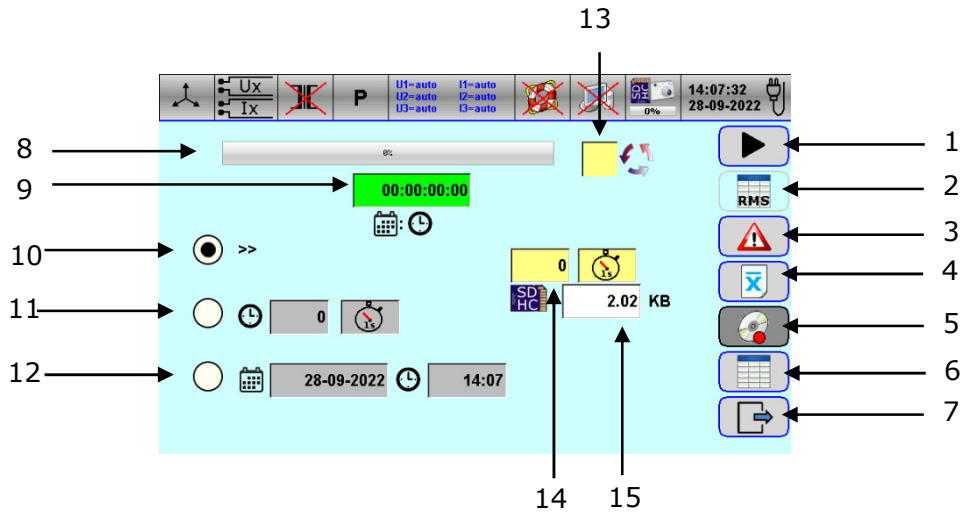 13
Ux
Ix
P
U1=auto I1=auto
U2=auto I2=auto
U3=auto I3=auto
SD
HC
0%
14:07:32
28-09-2022
8
0%
1
9
00:00:00:00
:
2
RMS
10
>>
3
0
1s
4
x
SD
HC
2.02 KB
11
0
1s
5
12
28-09-2022
14:07
6
7
14
15